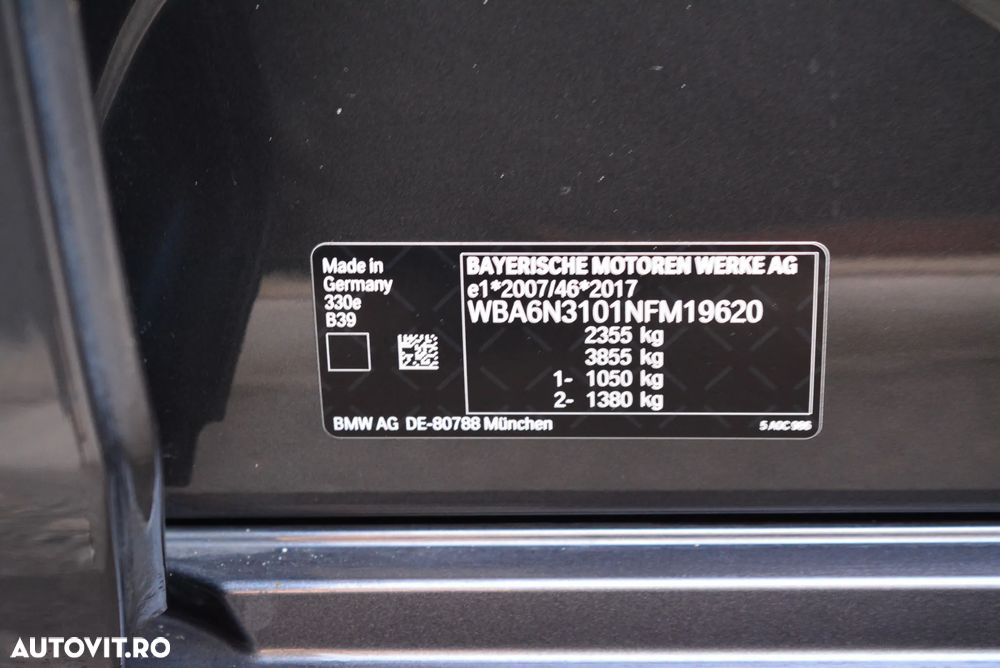 Made in
Germany
330e
B39
BAYERISCHE MOTOREN WERKE AG
e1*2007/46*2017
WBA6N3101NFM19620
2355 kg
3855 kg
1- 1050 kg
2- 1380 kg
BMW AG DE-80788 München
5 A0C 986
AUTOVIT.RO